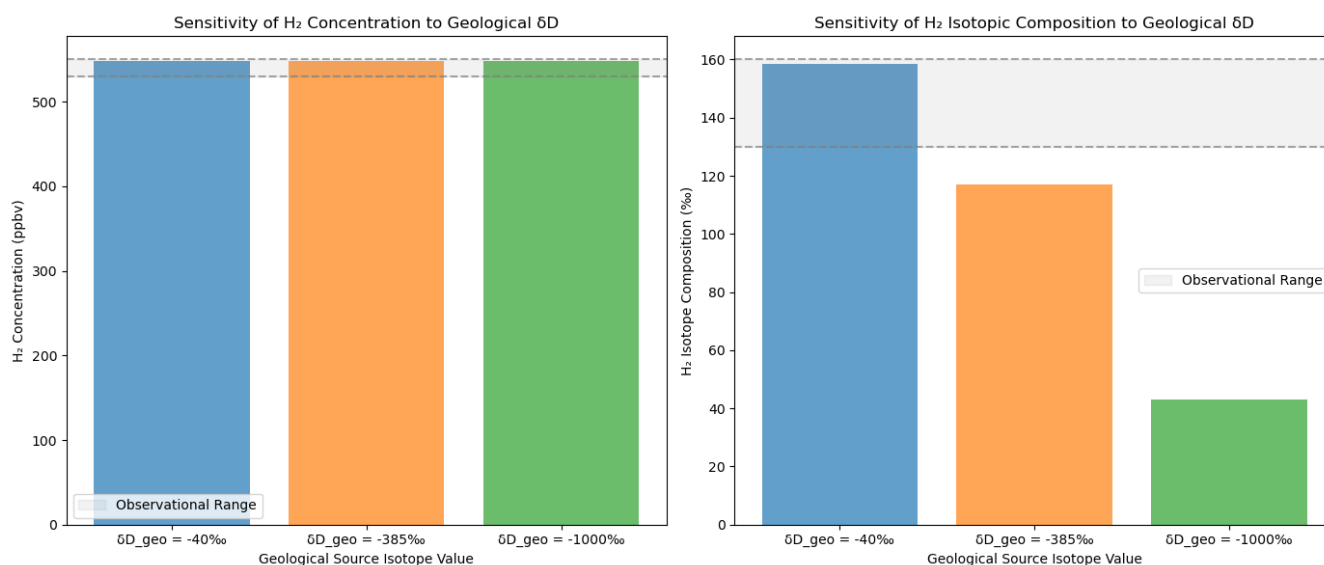 Sensitivity of H₂ Concentration to Geological δD
H₂ Concentration (ppbv)
500
400
300
200
100
0
Observational Range
δD_geo = -40‰ δD_geo = -385‰ δD_geo = -1000‰
Geological Source Isotope Value
Sensitivity of H₂ Isotopic Composition to Geological δD
H₂ Isotope Composition (‰)
160
140
120
100
80
60
40
20
0
Observational Range
δD_geo = -40‰ δD_geo = -385‰ δD_geo = -1000‰
Geological Source Isotope Value